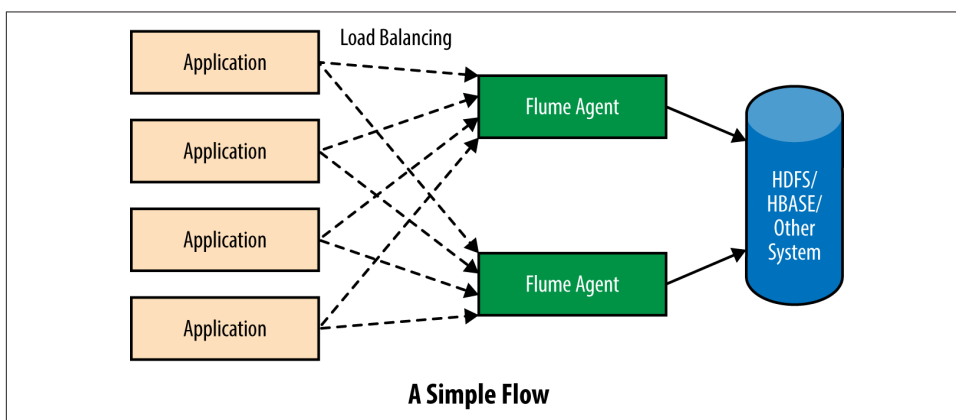 Load Balancing
Application
Application
Application
Application
Flume Agent
Flume Agent
HDFS/
HBASE/
Other
System
A Simple Flow